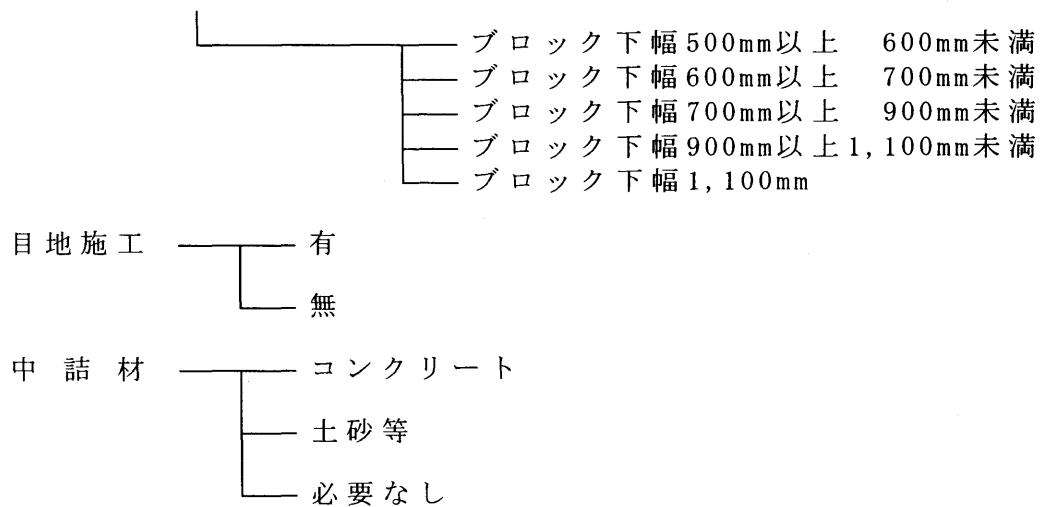 ブロック下幅500mm以上 600mm未満
ブロック下幅600mm以上 700mm未満
ブロック下幅700mm以上 900mm未満
ブロック下幅900mm以上1,100mm未満
ブロック下幅1,100mm
目地施工 有
無
中詰材 コンクリート
土砂等
必要なし